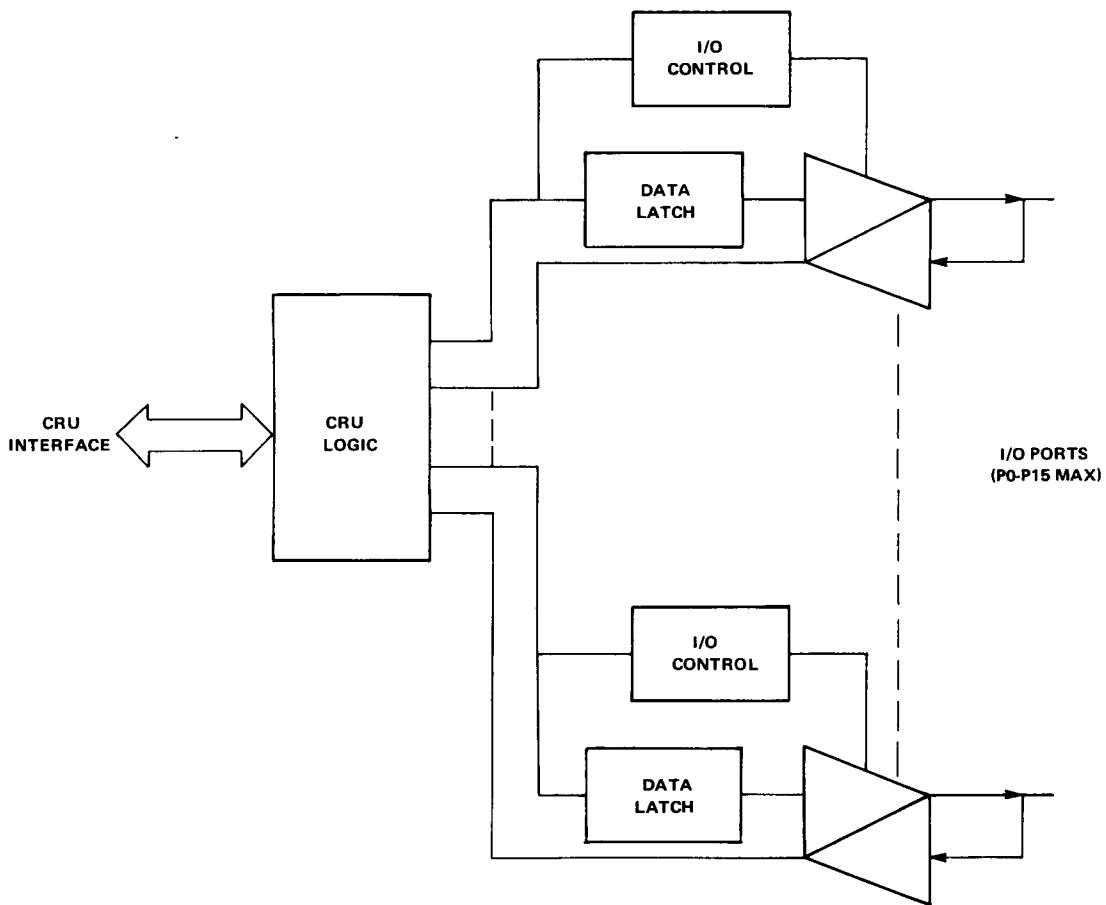 I/O
CONTROL
DATA
LATCH
CRU
INTERFACE
CRU
LOGIC
I/O PORTS
(P0-P15 MAX)
I/O
CONTROL
DATA
LATCH